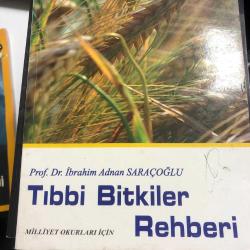 Prof. Dr. İbrahim Adnan SARAÇOĞLU
Tıbbi Bitkiler
MİLLİYET OKURLARI İÇİN
Rehberi